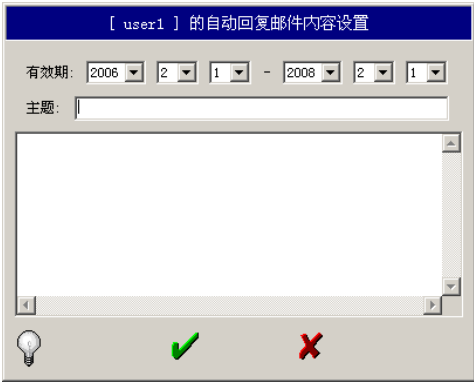 [ user1 ] 的自动回复邮件内容设置
有效期: 2006 2 1 - 2008 2 1
主题: